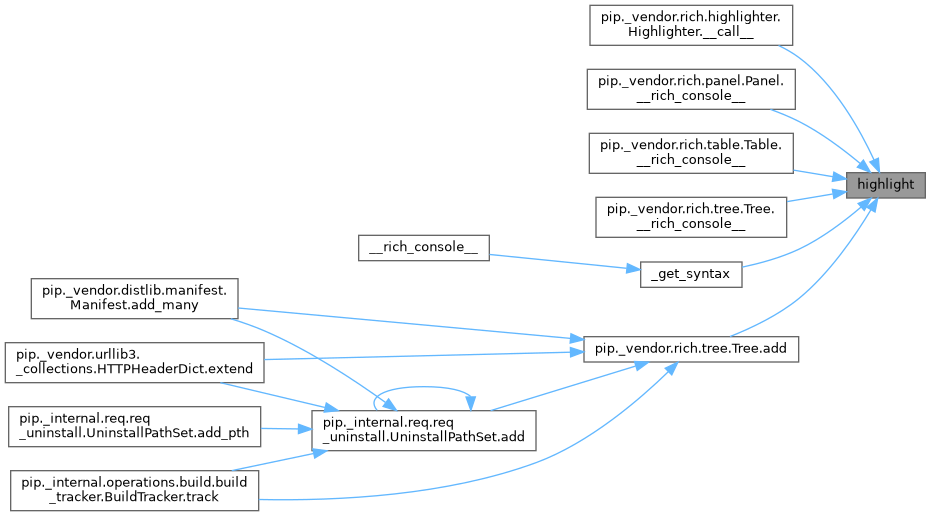 pip._vendor.rich.highlighter.
Highlighter.__call__
pip._vendor.rich.panel.Panel.
__rich_console__
pip._vendor.rich.table.Table.
__rich_console__
highlight
pip._vendor.rich.tree.Tree.
__rich_console__
__rich_console__
_get_syntax
pip._vendor.distlib.manifest.
Manifest.add_many
pip._vendor.rich.tree.Tree.add
pip._vendor.urllib3.
_collections.HTTPHeaderDict.extend
pip._internal.req.req
_uninstall.UninstallPathSet.add_pth
pip._internal.req.req
_uninstall.UninstallPathSet.add
pip._internal.operations.build.build
_tracker.BuildTracker.track